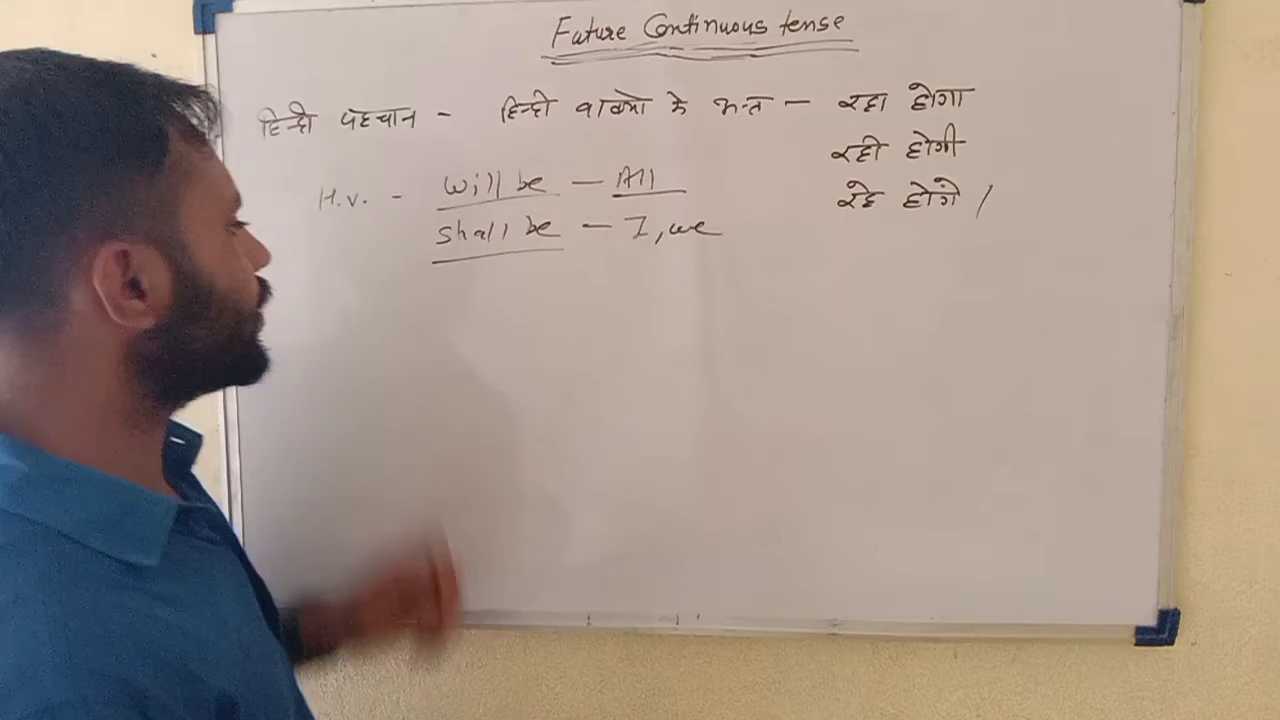 Future Continuous tense
हिन्दी पहचान - हिन्दी वाक्यो के अन्त - रहा होगा
रही होगी
H.v. - will be - All
रहे होगे /
shall be - I, we